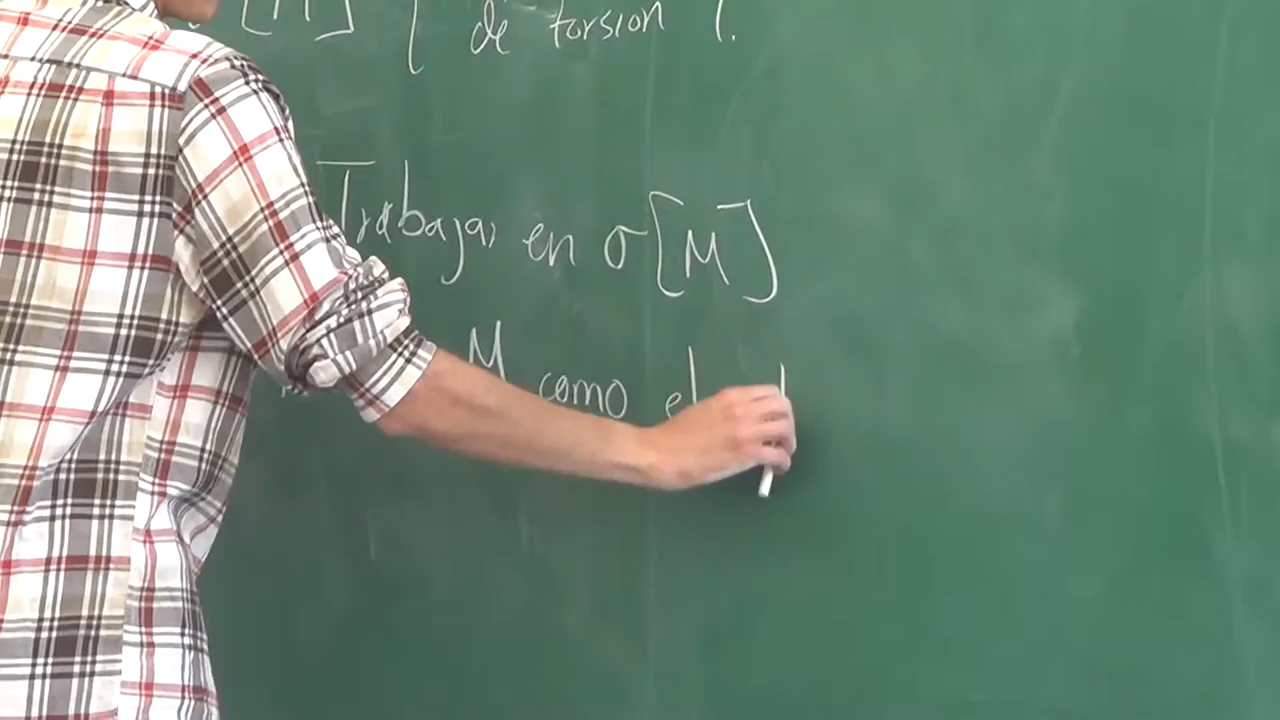 [M] { de torsion }.
Trabajar en σ[M]
M como el